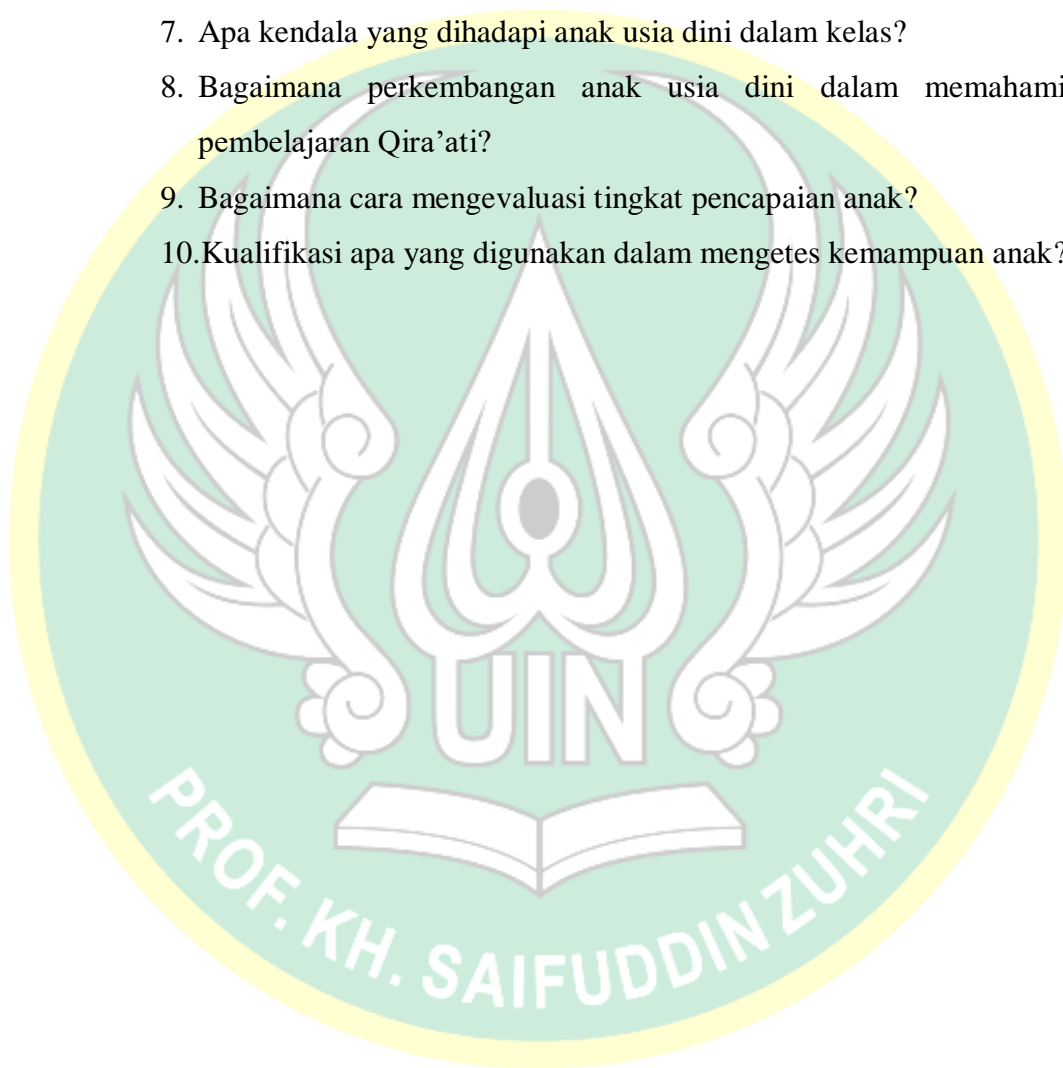 7. Apa kendala yang dihadapi anak usia dini dalam kelas?
8. Bagaimana perkembangan anak usia dini dalam memahami
pembelajaran Qira’ati?
9. Bagaimana cara mengevaluasi tingkat pencapaian anak?
10.Kualifikasi apa yang digunakan dalam mengetes kemampuan anak?
UIN
PROF. KH. SAIFUDDIN ZUHRI